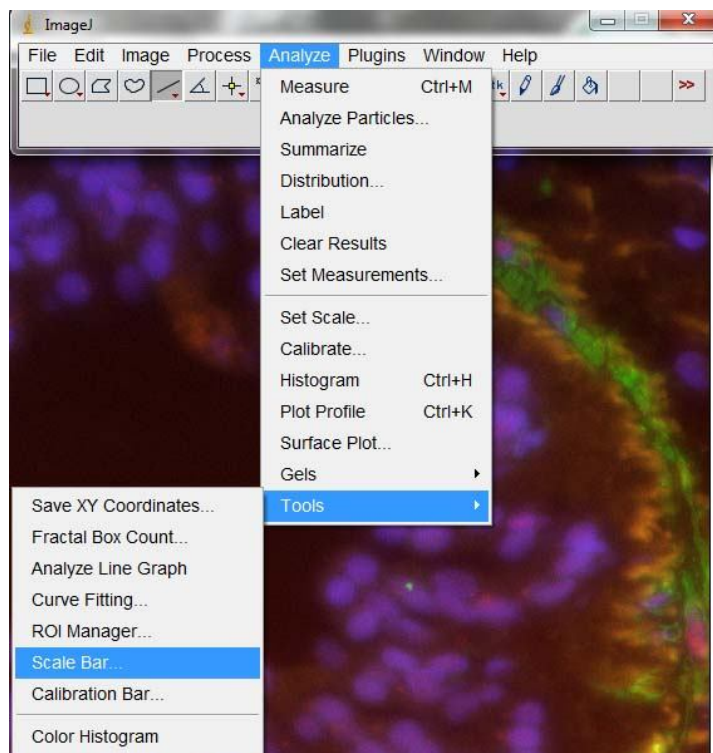 ImageJ
File Edit Image Process Analyze Plugins Window Help
Measure Ctrl+M
Analyze Particles...
Summarize
Distribution...
Label
Clear Results
Set Measurements...
Set Scale...
Calibrate...
Histogram Ctrl+H
Plot Profile Ctrl+K
Surface Plot...
Gels
Tools
Save XY Coordinates...
Fractal Box Count...
Analyze Line Graph
Curve Fitting...
ROI Manager...
Scale Bar...
Calibration Bar...
Color Histogram